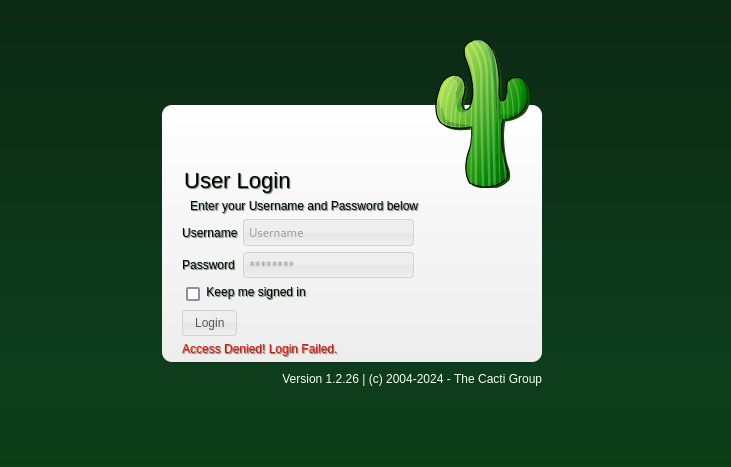 User Login
Enter your Username and Password below
Username Username
Password ********
Keep me signed in
Login
Access Denied! Login Failed.
Version 1.2.26 | (c) 2004-2024 - The Cacti Group